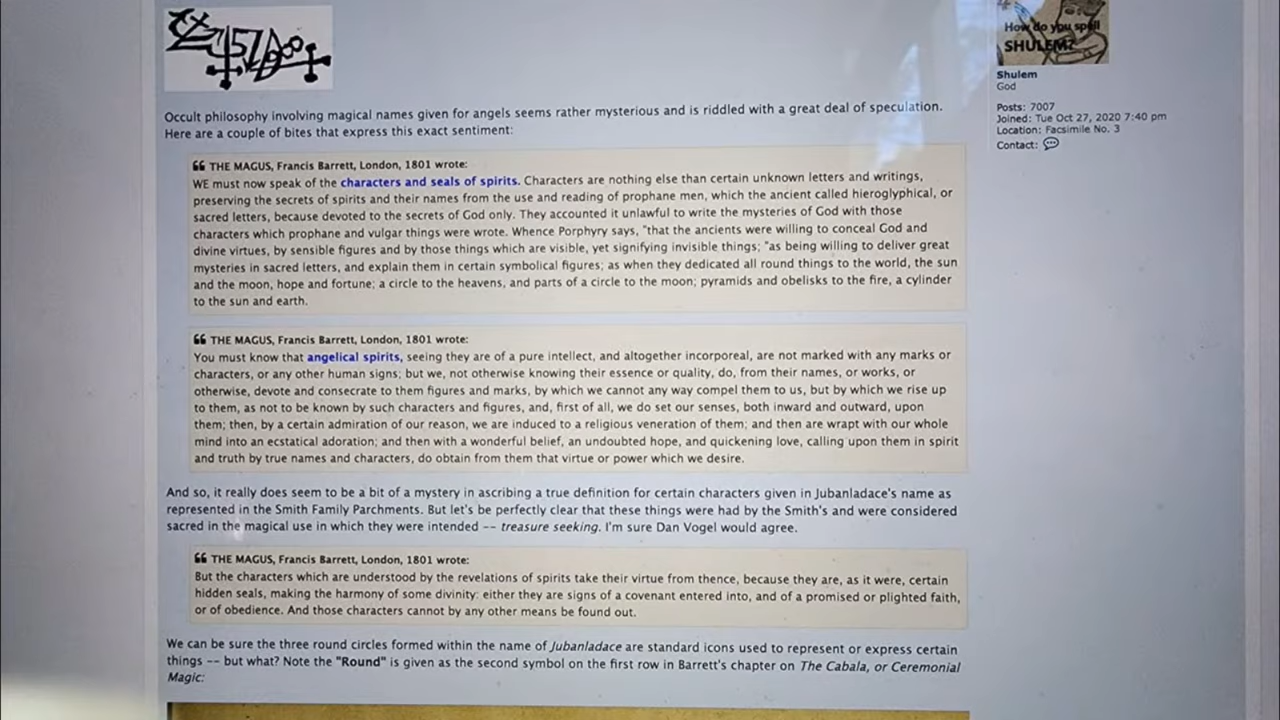 Occult philosophy involving magical names given for angels seems rather mysterious and is riddled with a great deal of speculation.
Here are a couple of bites that express this exact sentiment:
THE MAGUS, Francis Barrett, London, 1801 wrote:
WE must now speak of the characters and seals of spirits. Characters are nothing else than certain unknown letters and writings,
preserving the secrets of spirits and their names from the use and reading of prophane men, which the ancient called hieroglyphical, or
sacred letters, because devoted to the secrets of God only. They accounted it unlawful to write the mysteries of God with those
characters which prophane and vulgar things were wrote. Whence Porphyry says, "that the ancients were willing to conceal God and
divine virtues, by sensible figures and by those things which are visible, yet signifying invisible things; "as being willing to deliver great
mysteries in sacred letters, and explain them in certain symbolical figures; as when they dedicated all round things to the world, the sun
and the moon, hope and fortune; a circle to the heavens, and parts of a circle to the moon; pyramids and obelisks to the fire, a cylinder
to the sun and earth.
THE MAGUS, Francis Barrett, London, 1801 wrote:
You must know that angelical spirits, seeing they are of a pure intellect, and altogether incorporeal, are not marked with any marks or
characters, or any other human signs; but we, not otherwise knowing their essence or quality, do, from their names, or works, or
otherwise, devote and consecrate to them figures and marks, by which we cannot any way compel them to us, but by which we rise up
to them, as not to be known by such characters and figures, and, first of all, we do set our senses, both inward and outward, upon
them; then, by a certain admiration of our reason, we are induced to a religious veneration of them; and then are wrapt with our whole
mind into an ecstatical adoration; and then with a wonderful belief, an undoubted hope, and quickening love, calling upon them in spirit
and truth by true names and characters, do obtain from them that virtue or power which we desire.
And so, it really does seem to be a bit of a mystery in ascribing a true definition for certain characters given in Jubanladace's name as
represented in the Smith Family Parchments. But let's be perfectly clear that these things were had by the Smith's and were considered
sacred in the magical use in which they were intended -- treasure seeking. I'm sure Dan Vogel would agree.
THE MAGUS, Francis Barrett, London, 1801 wrote:
But the characters which are understood by the revelations of spirits take their virtue from thence, because they are, as it were, certain
hidden seals, making the harmony of some divinity: either they are signs of a covenant entered into, and of a promised or plighted faith,
or of obedience. And those characters cannot by any other means be found out.
We can be sure the three round circles formed within the name of Jubanladace are standard icons used to represent or express certain
things -- but what? Note the "Round" is given as the second symbol on the first row in Barrett's chapter on The Cabala, or Ceremonial
Magic:
How do you spell
SHULEM?
Shulem
God
Posts: 7007
Joined: Tue Oct 27, 2020 7:40 pm
Location: Facsimile No. 3
Contact: